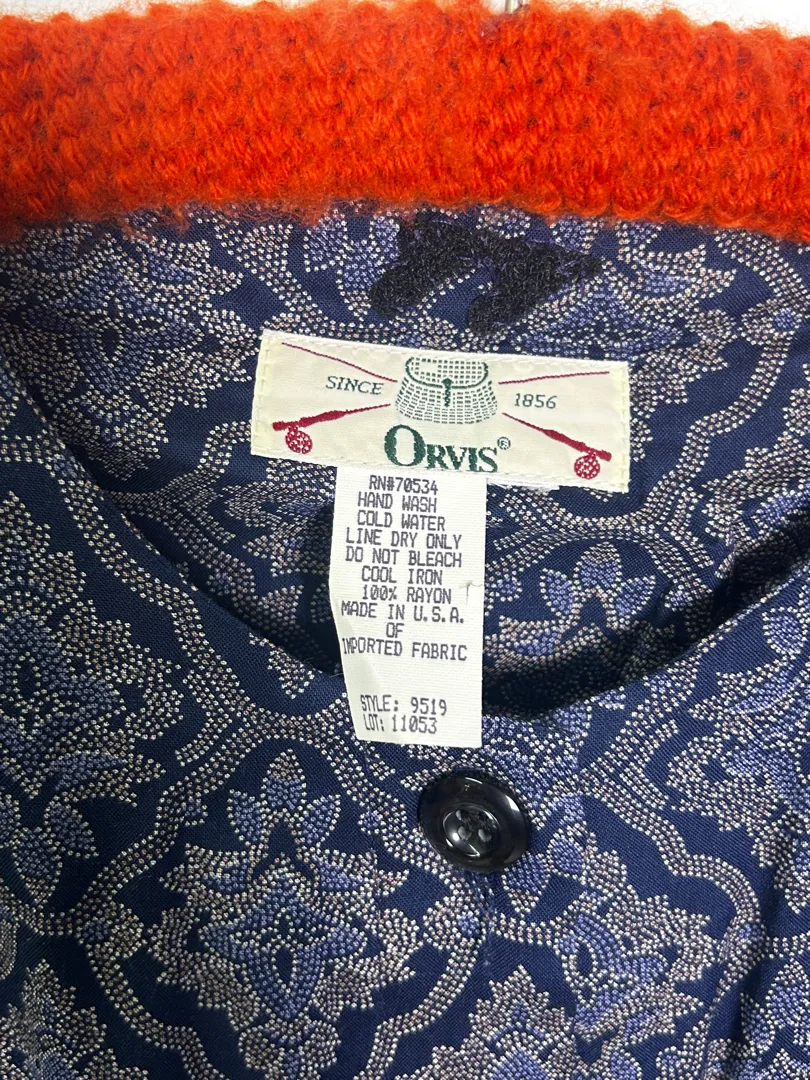 SINCE 1856
ORVIS®
RN#70534
HAND WASH
COLD WATER
LINE DRY ONLY
DO NOT BLEACH
COOL IRON
100% RAYON
MADE IN U.S.A.
OF
IMPORTED FABRIC
STYLE: 9519
LOT: 11053